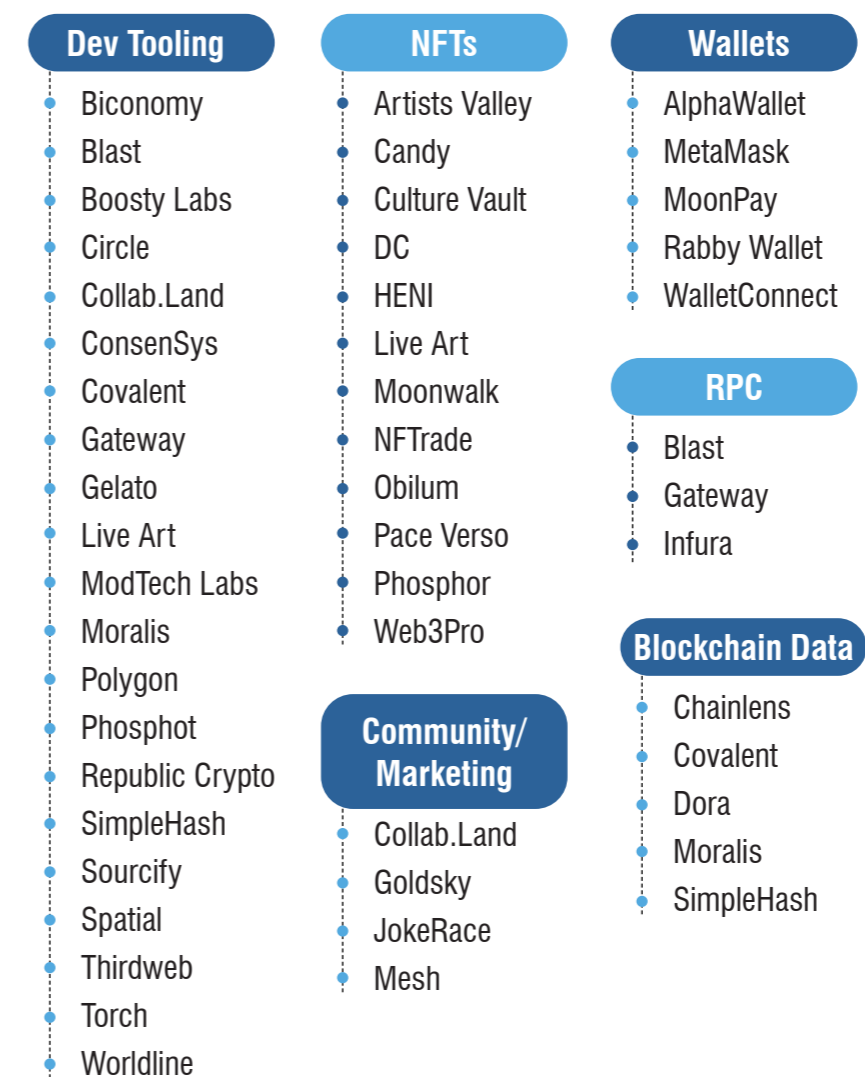 Dev Tooling
Biconomy
Blast
Boosty Labs
Circle
Collab.Land
ConsenSys
Covalent
Gateway
Gelato
Live Art
ModTech Labs
Moralis
Polygon
Phosphot
Republic Crypto
SimpleHash
Sourcify
Spatial
Thirdweb
Torch
Worldline
NFTs
Artists Valley
Candy
Culture Vault
DC
HENI
Live Art
Moonwalk
NFTrade
Obilum
Pace Verso
Phosphor
Web3Pro
Community/
Marketing
Collab.Land
Goldsky
JokeRace
Mesh
Wallets
AlphaWallet
MetaMask
MoonPay
Rabby Wallet
WalletConnect
RPC
Blast
Gateway
Infura
Blockchain Data
Chainlens
Covalent
Dora
Moralis
SimpleHash